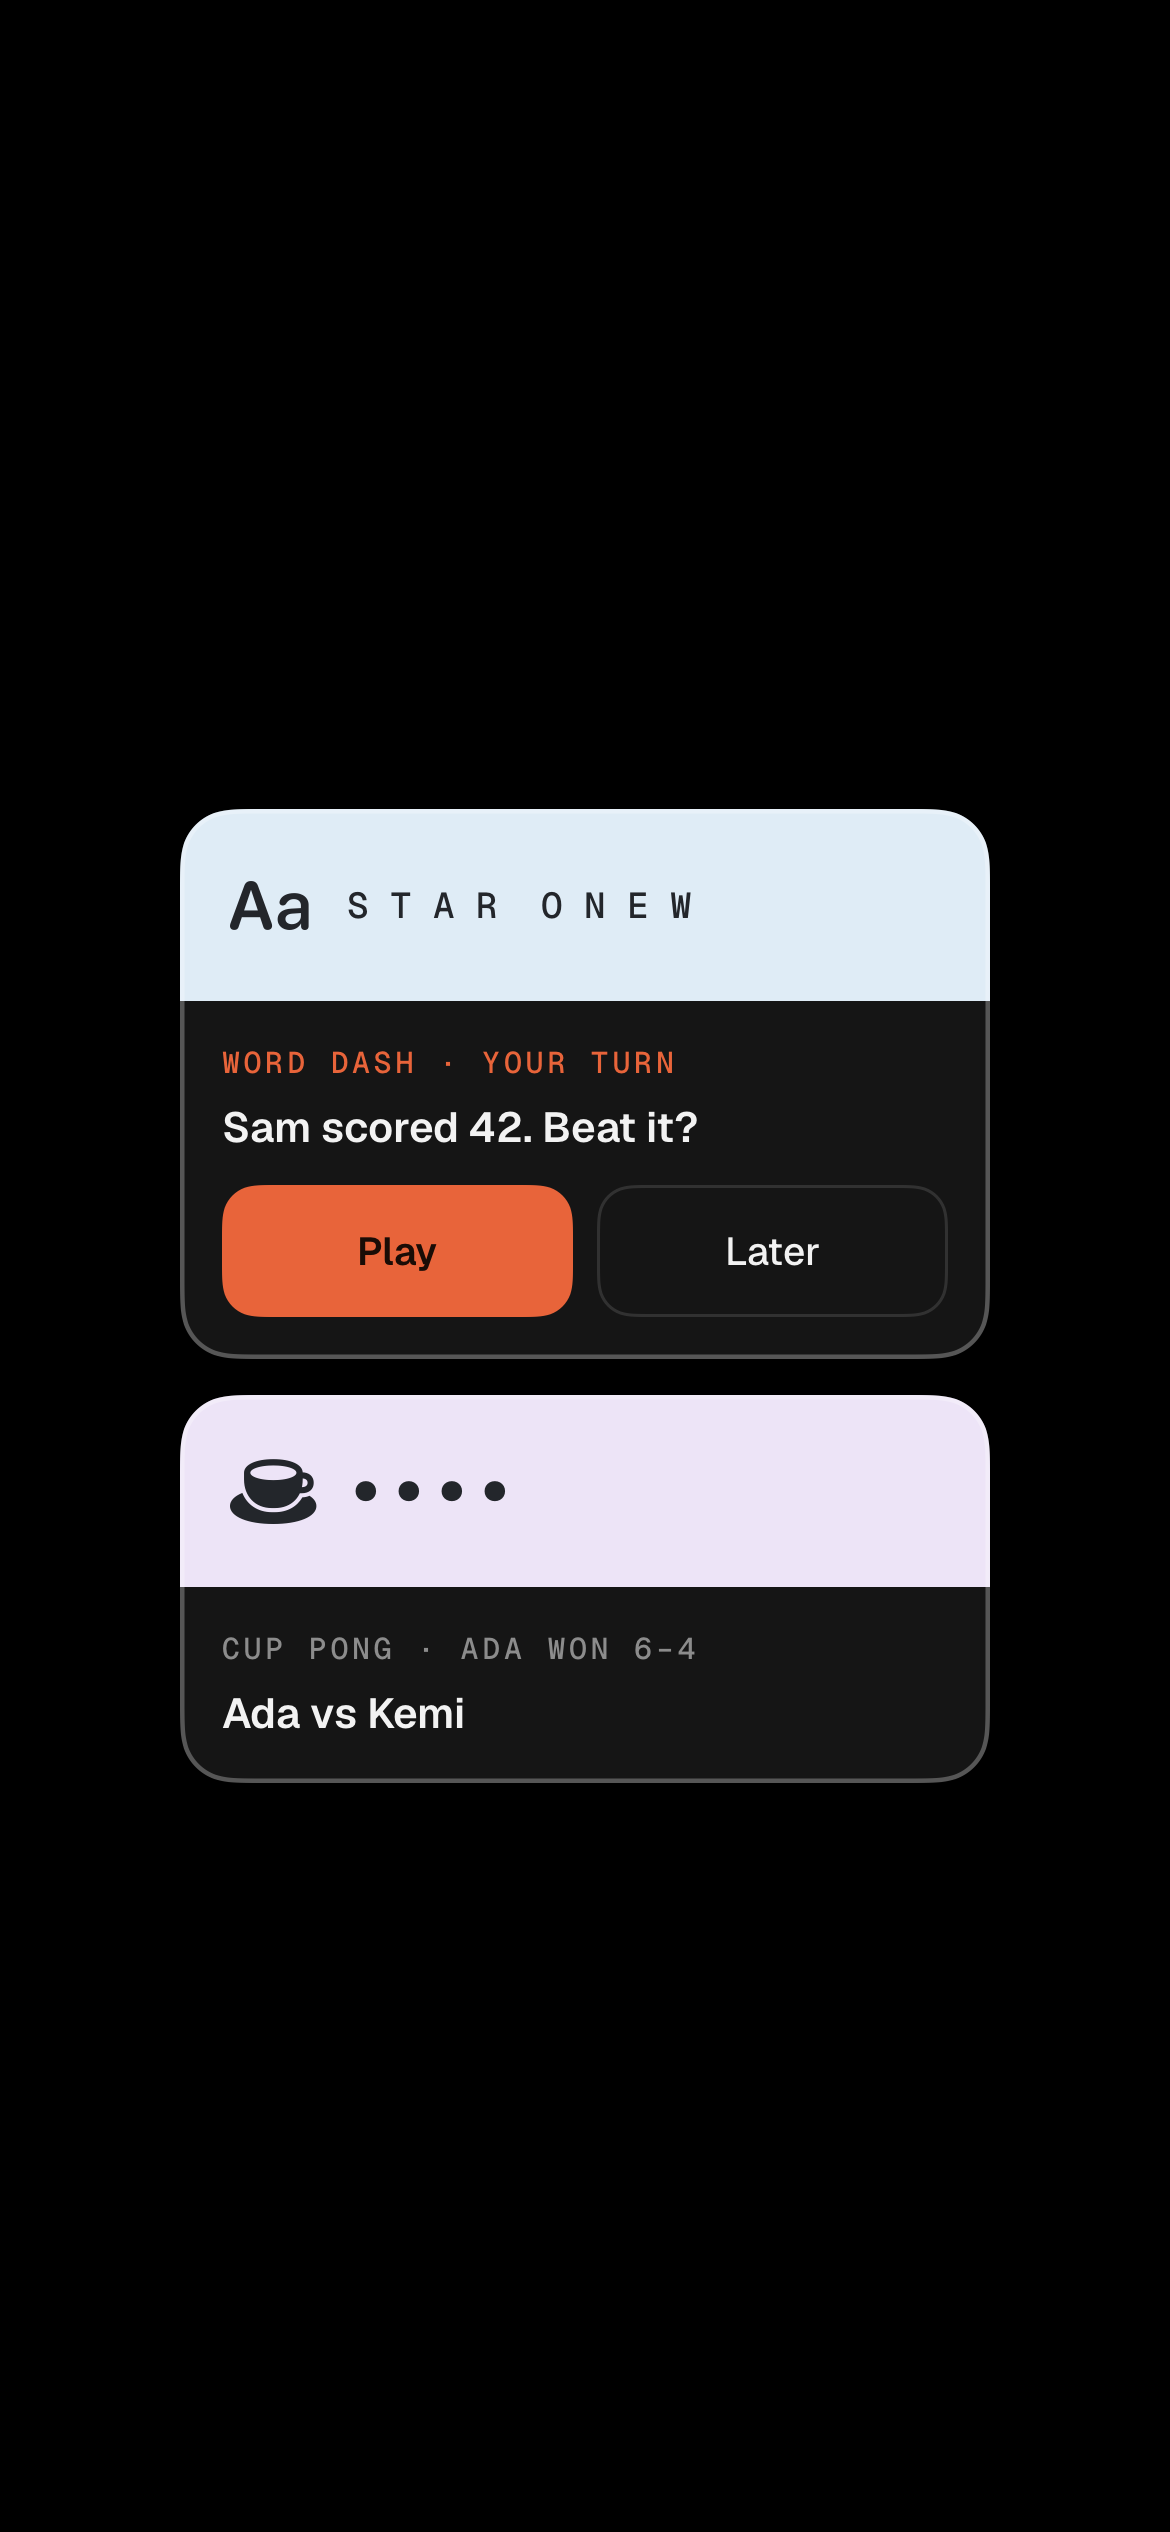 Aa STAR ONEW
WORD DASH · YOUR TURN
Sam scored 42. Beat it?
Play
Later
CUP PONG · ADA WON 6–4
Ada vs Kemi